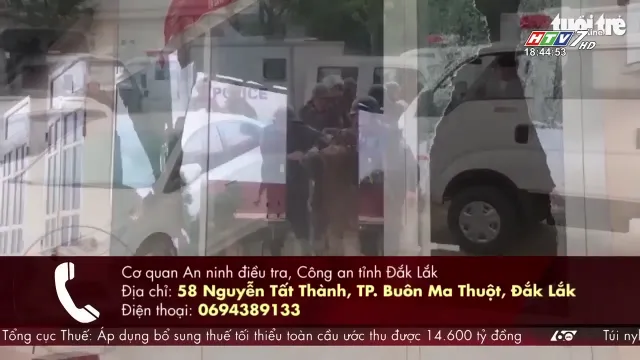 tuổi trẻ
HTV7 HD
18:44:53
POLICE
Cơ quan An ninh điều tra, Công an tỉnh Đắk Lắk
Địa chỉ: 58 Nguyễn Tất Thành, TP. Buôn Ma Thuột, Đắk Lắk
Điện thoại: 0694389133
Tổng cục Thuế: Áp dụng bổ sung thuế tối thiểu toàn cầu ước thu được 14.600 tỷ đồng 60 Túi ny